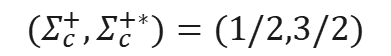 (Σ_c^+, Σ_c^{+*}) = (1/2,3/2)